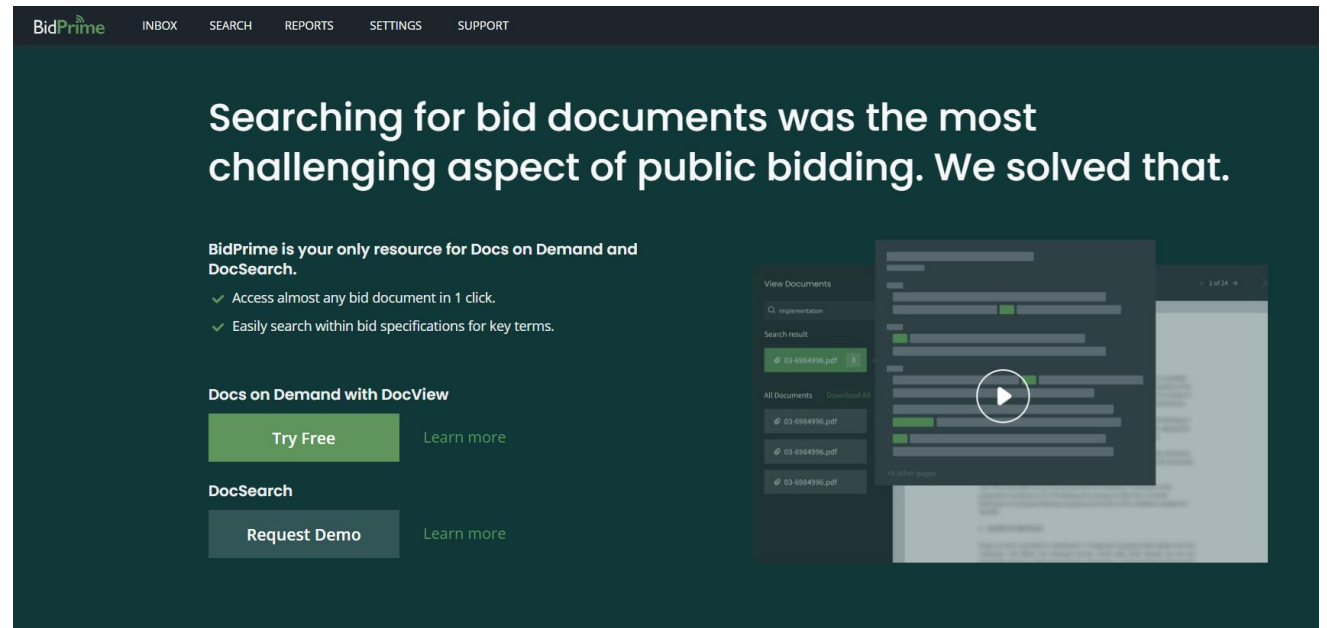 BidPrime INBOX SEARCH REPORTS SETTINGS SUPPORT
Searching for bid documents was the most
challenging aspect of public bidding. We solved that.
BidPrime is your only resource for Docs on Demand and
DocSearch.
Access almost any bid document in 1 click.
Easily search within bid specifications for key terms.
Docs on Demand with DocView
Try Free Learn more
DocSearch
Request Demo Learn more
View Documents
implementation
Search result
03-6984996.pdf 3
All Documents Download All
03-6984996.pdf
03-6984996.pdf
03-6984996.pdf
+5 other pages
1 of 24